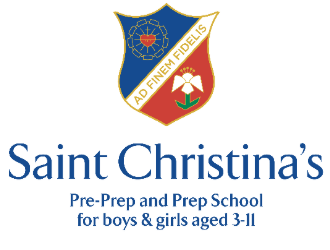 AD FINEM FIDELIS
Saint Christina's
Pre-Prep and Prep School
for boys & girls aged 3-11